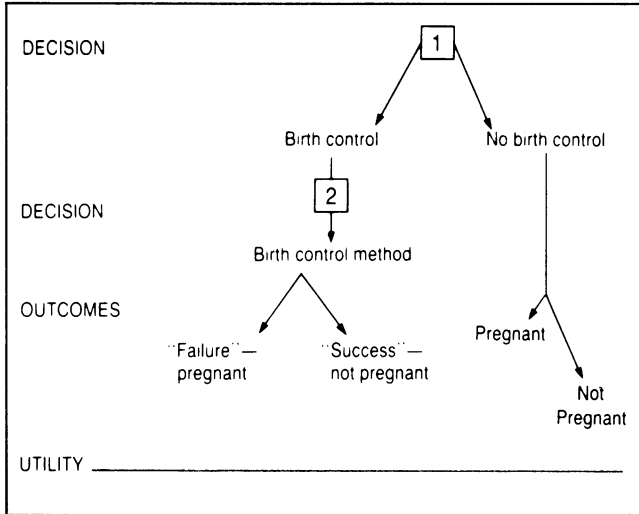 DECISION
1
Birth control
No birth control
2
DECISION
Birth control method
OUTCOMES
"Failure"—
pregnant
"Success"—
not pregnant
Pregnant
Not
Pregnant
UTILITY